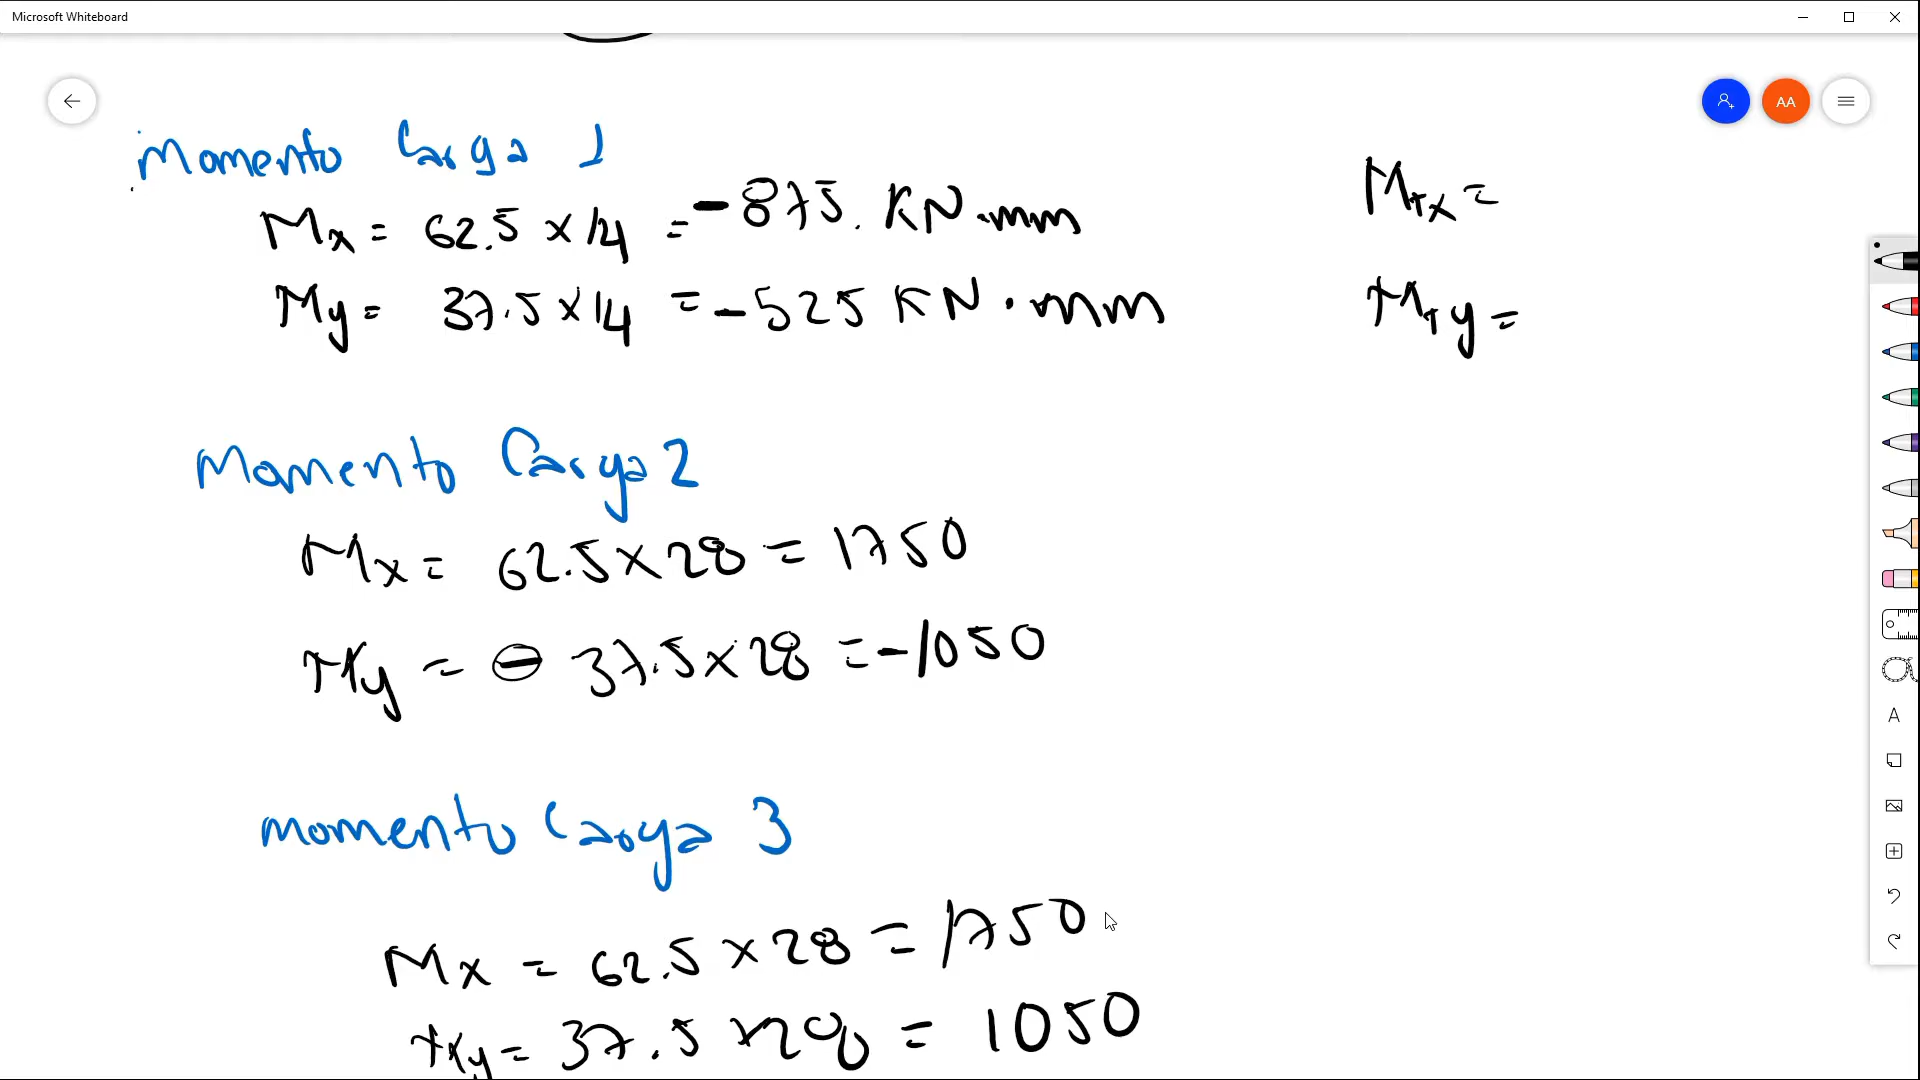 Microsoft Whiteboard
AA
Momento Carga 1
Mx = 62.5 x 14 = -875. KN.mm
My = 37.5 x 14 = -525 KN.mm
MTx =
MTy =
Momento Carga 2
Mx = 62.5 x 28 = 1750
My = - 37.5 x 28 = -1050
momento Carga 3
Mx = 62.5 x 28 = 1750
My = 37.5 x 28 = 1050
A